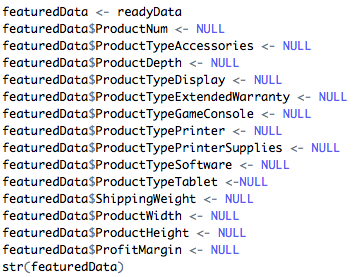 featuredData <- readyData
featuredData$ProductNum <- NULL
featuredData$ProductTypeAccessories <- NULL
featuredData$ProductDepth <- NULL
featuredData$ProductTypeDisplay <- NULL
featuredData$ProductTypeExtendedWarranty <- NULL
featuredData$ProductTypeGameConsole <- NULL
featuredData$ProductTypePrinter <- NULL
featuredData$ProductTypePrinterSupplies <- NULL
featuredData$ProductTypeSoftware <- NULL
featuredData$ProductTypeTablet <-NULL
featuredData$ShippingWeight <- NULL
featuredData$ProductWidth <- NULL
featuredData$ProductHeight <- NULL
featuredData$ProfitMargin <- NULL
str(featuredData)